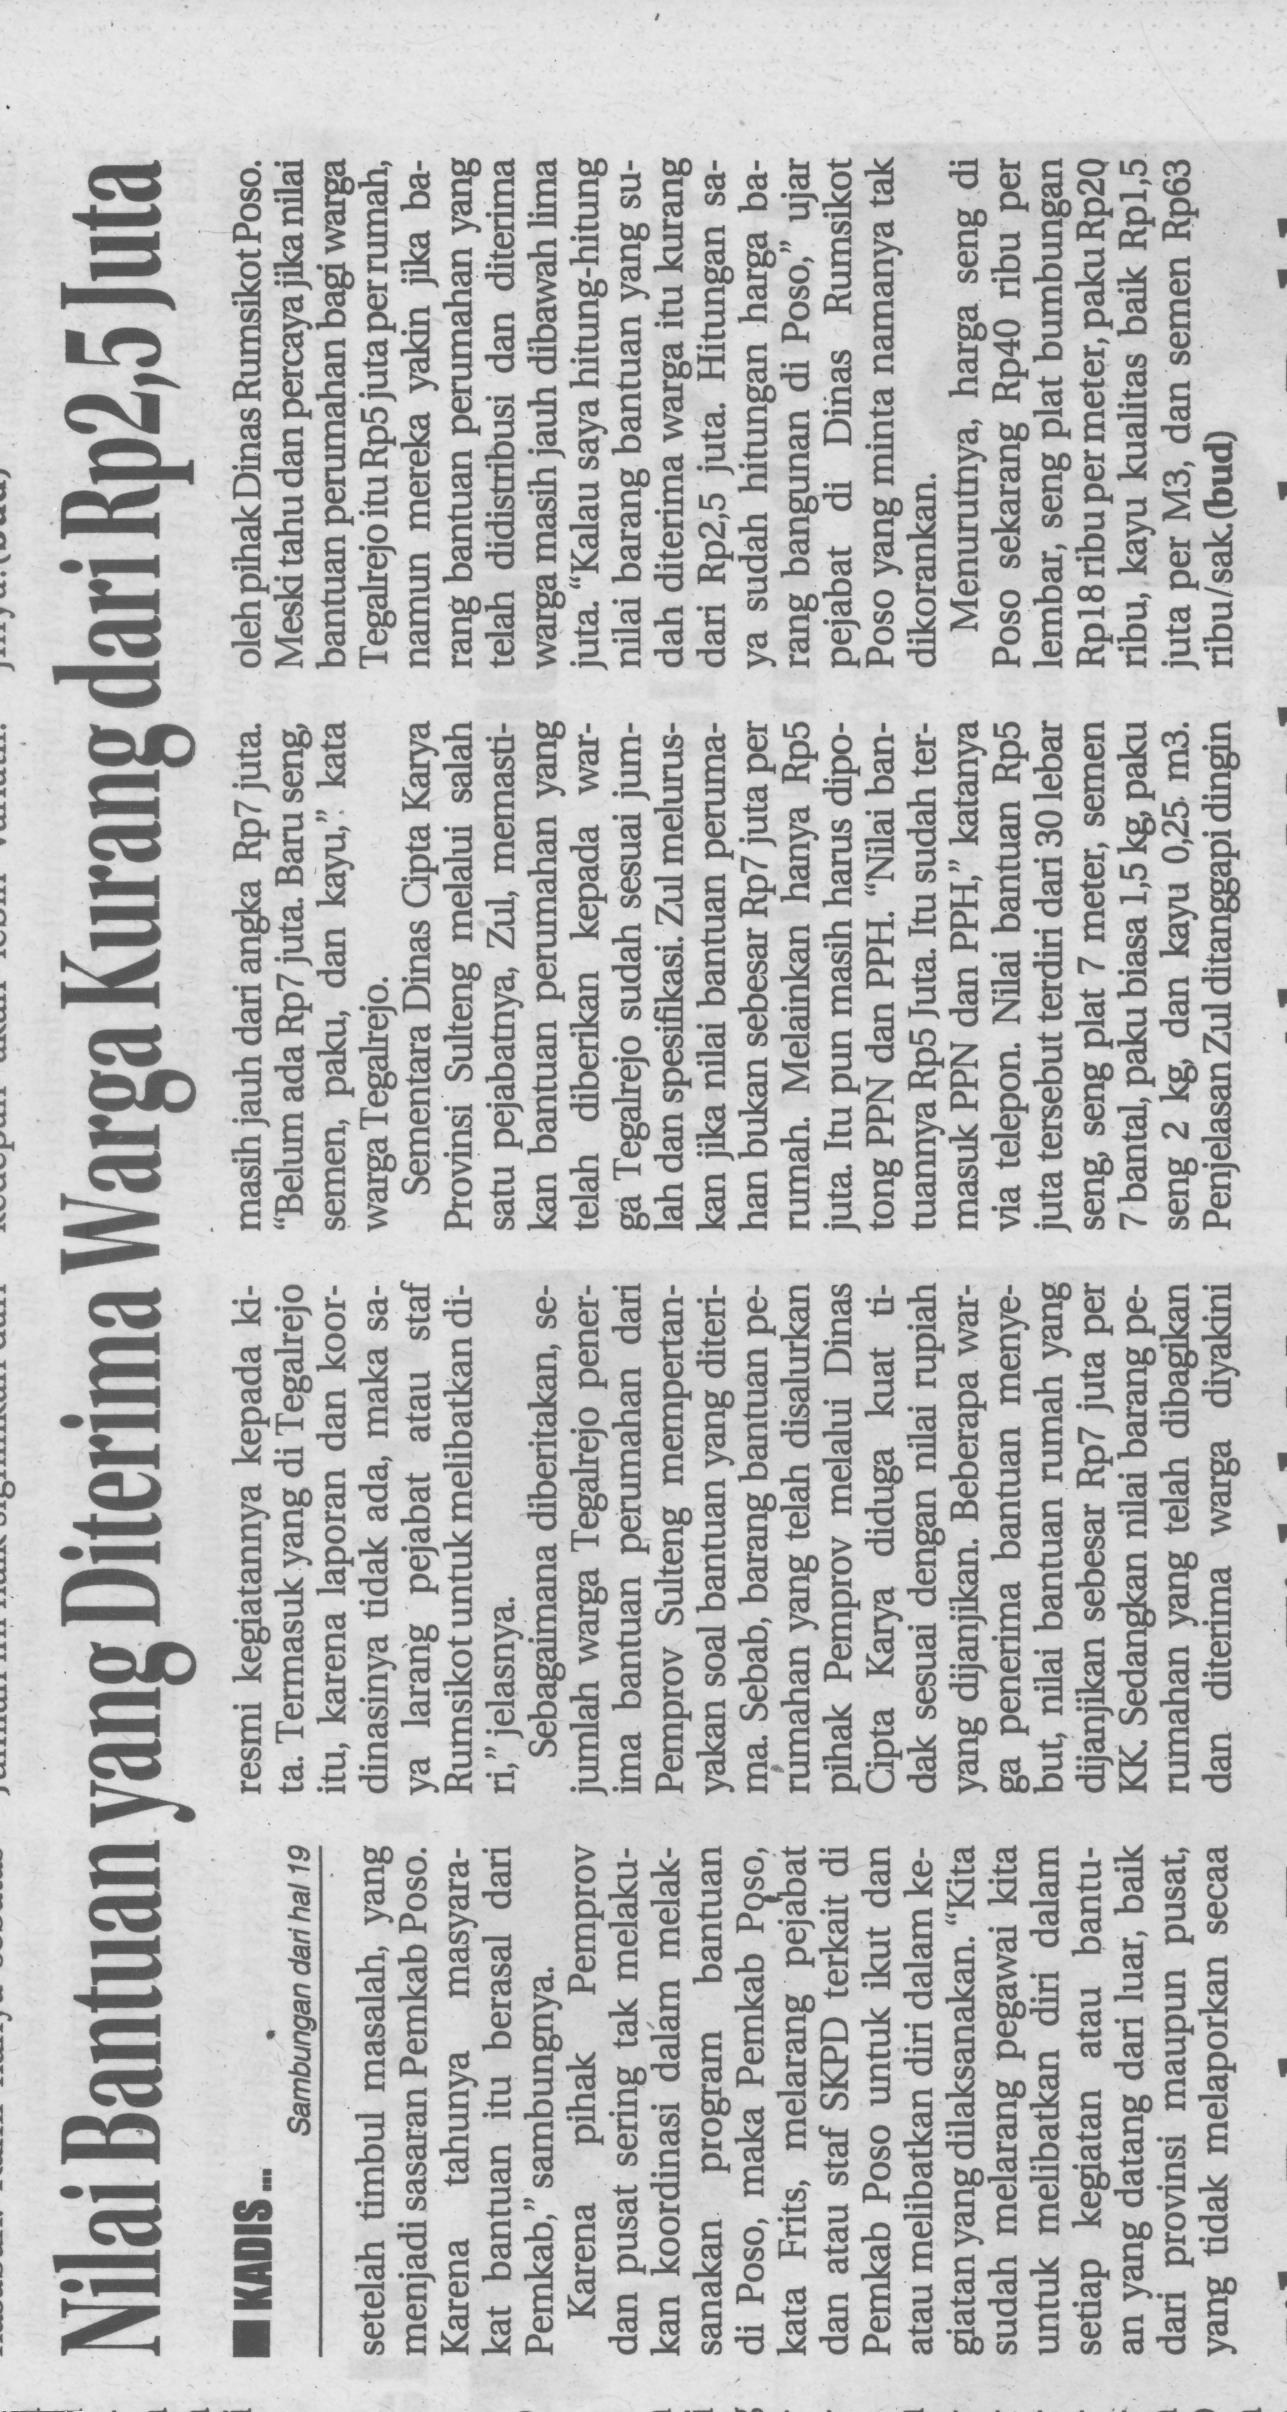 Nilai Bantuan yang Diterima Warga Kurang dari Rp2,5 Juta
KADIS ...
Sambungan dari hal 19
setelah timbul masalah, yang
menjadi sasaran Pemkab Poso.
Karena tahunya masyara-
kat bantuan itu berasal dari
Pemkab,” sambungnya.
Karena pihak Pemprov
dan pusat sering tak melaku-
kan koordinasi dalam melak-
sanakan program bantuan
di Poso, maka Pemkab Poso,
kata Frits, melarang pejabat
dan atau staf SKPD terkait di
Pemkab Poso untuk ikut dan
atau melibatkan diri dalam ke-
giatan yang dilaksanakan. “Kita
sudah melarang pegawai kita
untuk melibatkan diri dalam
setiap kegiatan atau bantu-
an yang datang dari luar, baik
dari provinsi maupun pusat,
yang tidak melaporkan secaa
resmi kegiatannya kepada ki-
ta. Termasuk yang di Tegalrejo
itu, karena laporan dan koor-
dinasinya tidak ada, maka sa-
ya larang pejabat atau staf
Rumsikot untuk melibatkan di-
ri,” jelasnya.
Sebagaimana diberitakan, se-
jumlah warga Tegalrejo pener-
ima bantuan perumahan dari
Pemprov Sulteng mempertan-
yakan soal bantuan yang diteri-
ma. Sebab, barang bantuan pe-
rumahan yang telah disalurkan
pihak Pemprov melalui Dinas
Cipta Karya diduga kuat ti-
dak sesuai dengan nilai rupiah
yang dijanjikan. Beberapa war-
ga penerima bantuan menye-
but, nilai bantuan rumah yang
dijanjikan sebesar Rp7 juta per
KK. Sedangkan nilai barang pe-
rumahan yang telah dibagikan
dan diterima warga diyakini
masih jauh dari angka Rp7 juta.
“Belum ada Rp7 juta. Baru seng,
semen, paku, dan kayu,” kata
warga Tegalrejo.
Sementara Dinas Cipta Karya
Provinsi Sulteng melalui salah
satu pejabatnya, Zul, memasti-
kan bantuan perumahan yang
telah diberikan kepada war-
ga Tegalrejo sudah sesuai jum-
lah dan spesifikasi. Zul melurus-
kan jika nilai bantuan peruma-
han bukan sebesar Rp7 juta per
rumah. Melainkan hanya Rp5
juta. Itu pun masih harus dipo-
tong PPN dan PPH. “Nilai ban-
tuannya Rp5 Juta. Itu sudah ter-
masuk PPN dan PPH,” katanya
via telepon. Nilai bantuan Rp5
juta tersebut terdiri dari 30 lebar
seng, seng plat 7 meter, semen
7 bantal, paku biasa 1,5 kg, paku
seng 2 kg, dan kayu 0,25 m3.
Penjelasan Zul ditanggapi dingin
oleh pihak Dinas Rumsikot Poso.
Meski tahu dan percaya jika nilai
bantuan perumahan bagi warga
Tegalrejo itu Rp5 juta per rumah,
namun mereka yakin jika ba-
rang bantuan perumahan yang
telah didistribusi dan diterima
warga masih jauh dibawah lima
juta. “Kalau saya hitung-hitung
nilai barang bantuan yang su-
dah diterima warga itu kurang
dari Rp2,5 juta. Hitungan sa-
ya sudah hitungan harga ba-
rang bangunan di Poso,” ujar
pejabat di Dinas Rumsikot
Poso yang minta namanya tak
dikorankan.
Menurutnya, harga seng di
Poso sekarang Rp40 ribu per
lembar, seng plat bumbungan
Rp18 ribu per meter, paku Rp20
ribu, kayu kualitas baik Rp1,5
juta per M3, dan semen Rp63
ribu/sak.(bud)